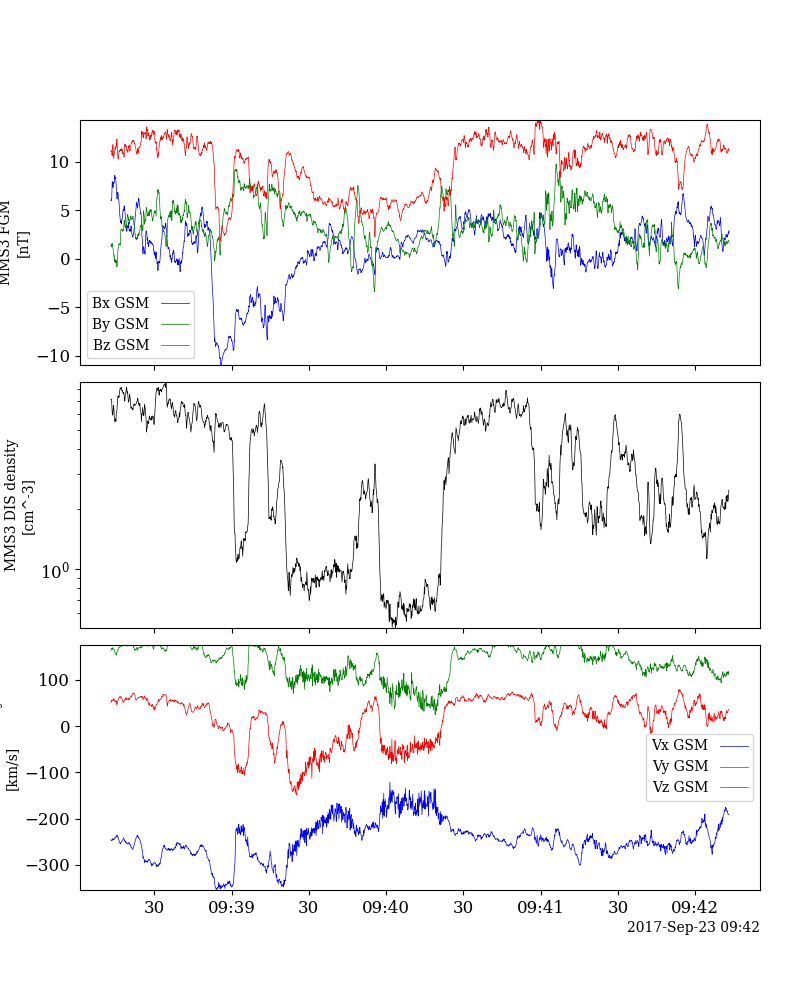 10
5
0
−5
−10
MMS3 FGM
[nT]
Bx GSM
By GSM
Bz GSM
10⁰
MMS3 DIS density
[cm^-3]
100
0
−100
−200
−300
[km/s]
Vx GSM
Vy GSM
Vz GSM
30 09:39 30 09:40 30 09:41 30 09:42
2017-Sep-23 09:42